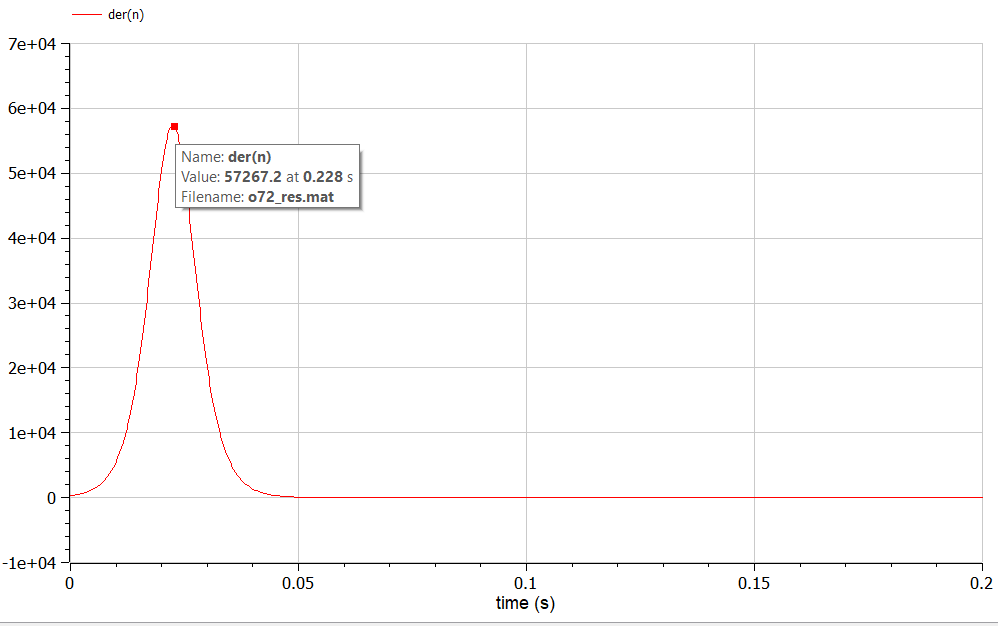 der(n)
7e+04
6e+04
5e+04
4e+04
3e+04
2e+04
1e+04
0
-1e+04
Name: der(n)
Value: 57267.2 at 0.228 s
Filename: o72_res.mat
0 0.05 0.1 0.15 0.2
time (s)